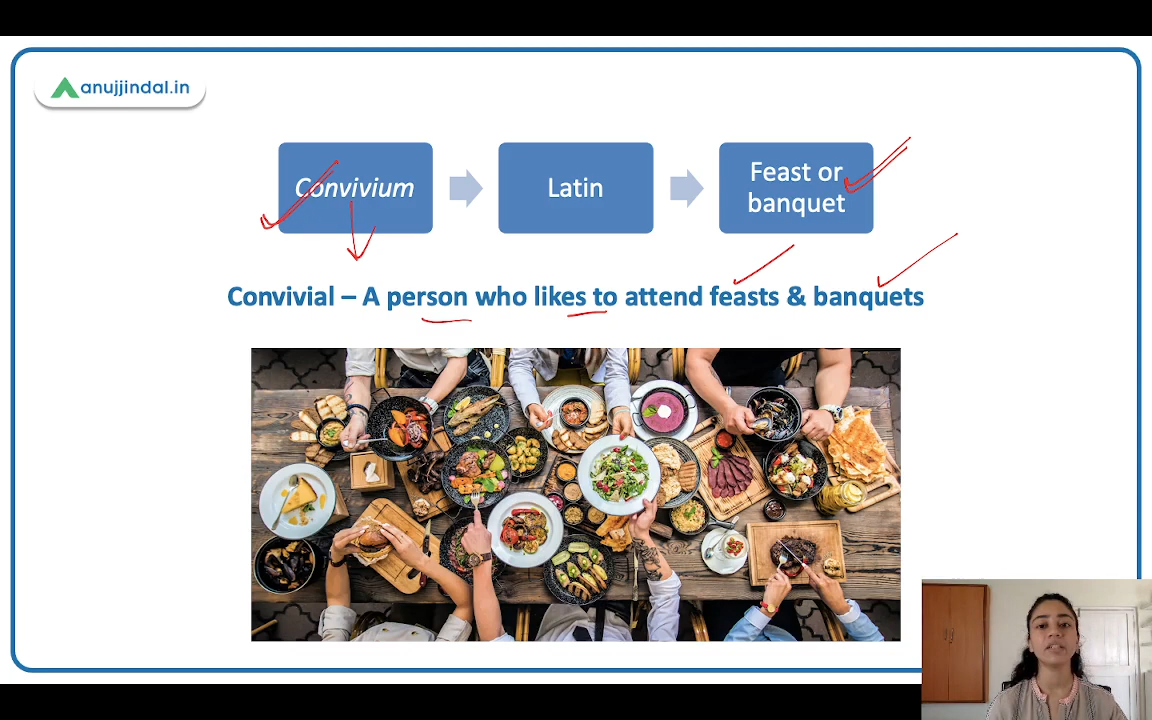 anujjindal.in
Convivium
Latin
Feast or
banquet
Convivial – A person who likes to attend feasts & banquets